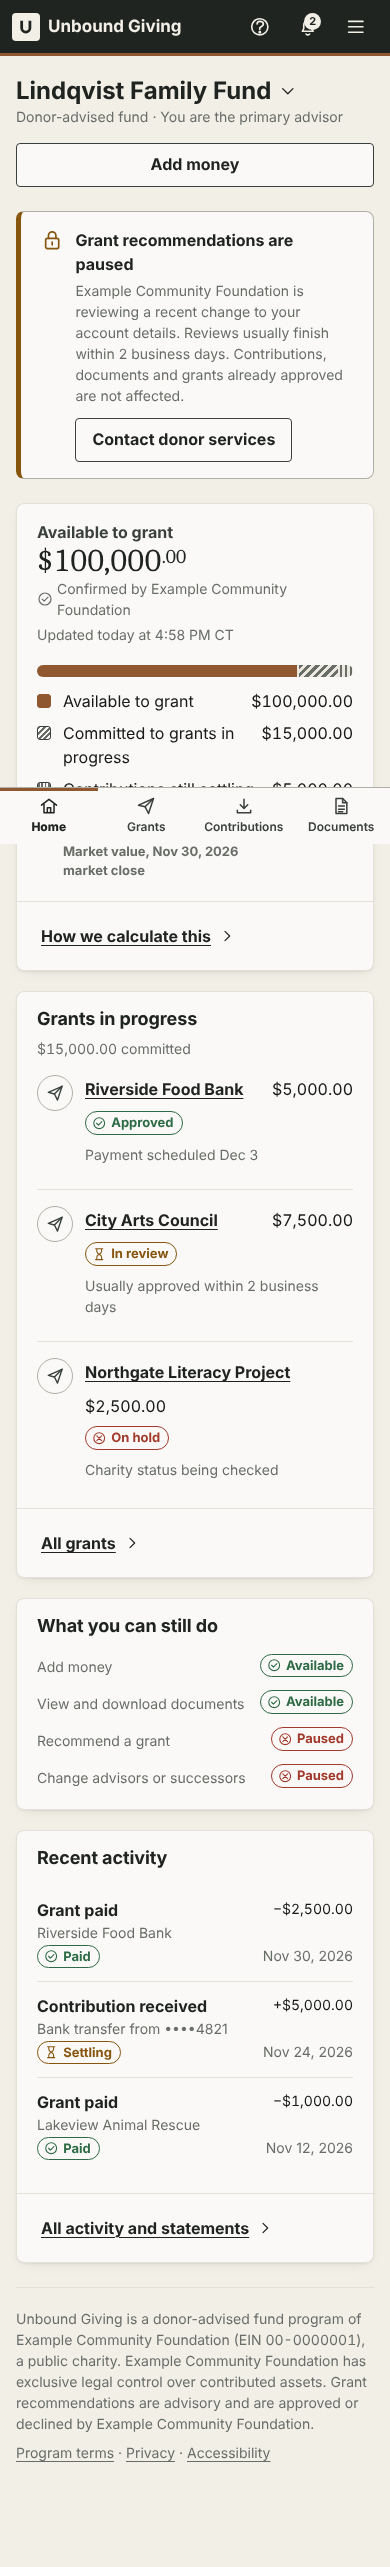 U Unbound Giving
2
Lindqvist Family Fund
Donor-advised fund · You are the primary advisor
Add money
Grant recommendations are
paused
Example Community Foundation is
reviewing a recent change to your
account details. Reviews usually finish
within 2 business days. Contributions,
documents and grants already approved
are not affected.
Contact donor services
Available to grant
$100,000.00
Confirmed by Example Community
Foundation
Updated today at 4:58 PM CT
Available to grant $100,000.00
Committed to grants in $15,000.00
progress
Contributions still settling $5,000.00
Home Grants Contributions Documents
Market value, Nov 30, 2026
market close
How we calculate this
Grants in progress
$15,000.00 committed
Riverside Food Bank $5,000.00
Approved
Payment scheduled Dec 3
City Arts Council $7,500.00
In review
Usually approved within 2 business
days
Northgate Literacy Project
$2,500.00
On hold
Charity status being checked
All grants
What you can still do
Add money Available
View and download documents Available
Recommend a grant Paused
Change advisors or successors Paused
Recent activity
Grant paid −$2,500.00
Riverside Food Bank
Paid Nov 30, 2026
Contribution received +$5,000.00
Bank transfer from ••••4821
Settling Nov 24, 2026
Grant paid −$1,000.00
Lakeview Animal Rescue
Paid Nov 12, 2026
All activity and statements
Unbound Giving is a donor-advised fund program of
Example Community Foundation (EIN 00-0000001),
a public charity. Example Community Foundation has
exclusive legal control over contributed assets. Grant
recommendations are advisory and are approved or
declined by Example Community Foundation.
Program terms · Privacy · Accessibility